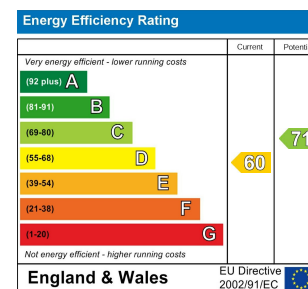 Energy Efficiency Rating
Current Potenti
Very energy efficient - lower running costs
(92 plus) A
(81-91) B
(69-80) C
71
(55-68) D
60
(39-54) E
(21-38) F
(1-20) G
Not energy efficient - higher running costs
England & Wales
EU Directive
2002/91/EC